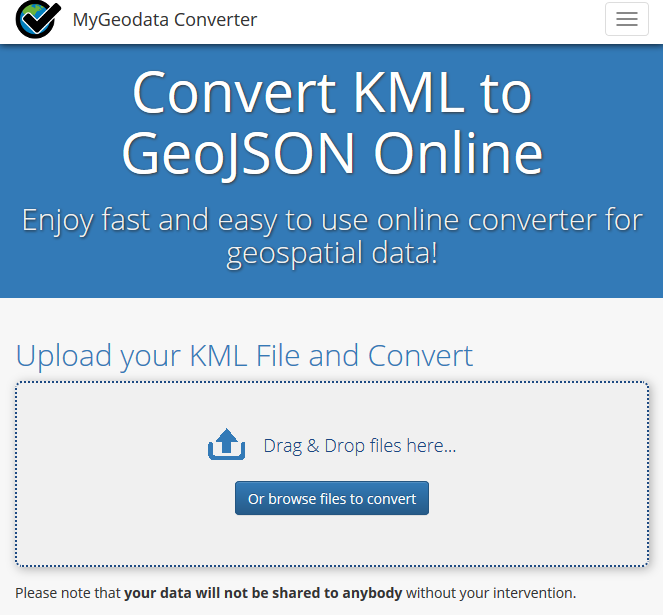 MyGeodata Converter
Convert KML to
GeoJSON Online
Enjoy fast and easy to use online converter for
geospatial data!
Upload your KML File and Convert
Drag & Drop files here...
Or browse files to convert
Please note that your data will not be shared to anybody without your intervention.